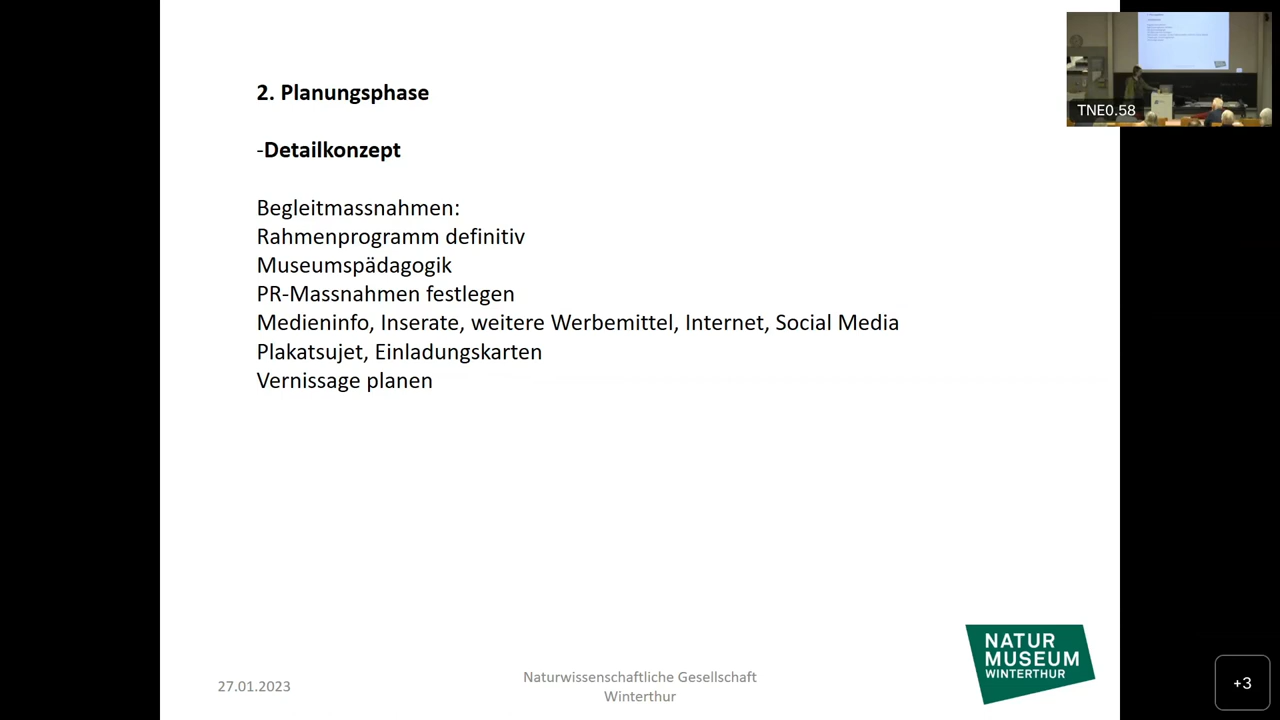 2. Planungsphase
-Detailkonzept
Begleitmassnahmen:
Rahmenprogramm definitiv
Museumspädagogik
PR-Massnahmen festlegen
Medieninfo, Inserate, weitere Werbemittel, Internet, Social Media
Plakatsujet, Einladungskarten
Vernissage planen
27.01.2023
Naturwissenschaftliche Gesellschaft
Winterthur
NATUR
MUSEUM
WINTERTHUR
TNE0.58
+3